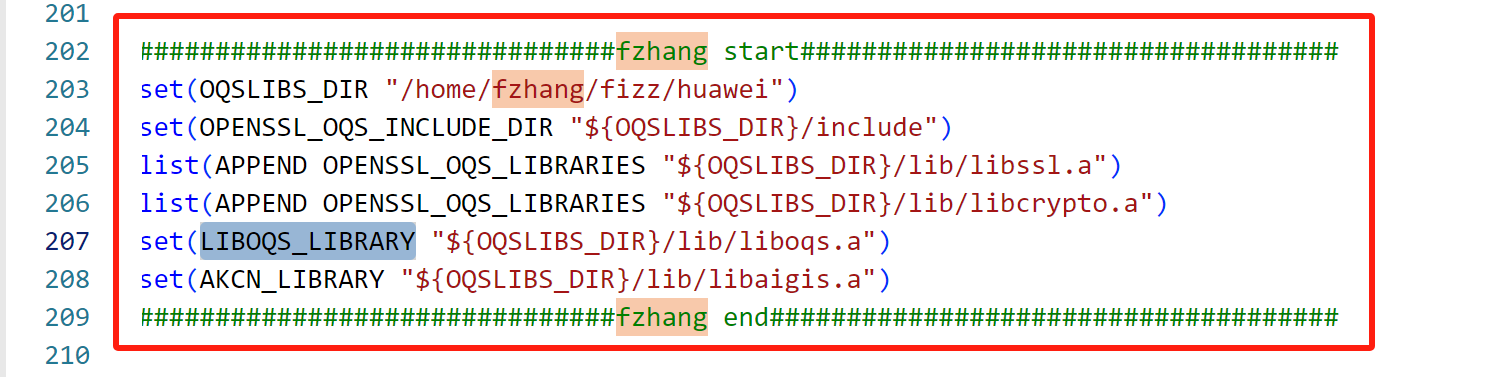 201
202 ###############################fzhang start###################################
203 set(OQSLIBS_DIR "/home/fzhang/fizz/huawei")
204 set(OPENSSL_OQS_INCLUDE_DIR "${OQSLIBS_DIR}/include")
205 list(APPEND OPENSSL_OQS_LIBRARIES "${OQSLIBS_DIR}/lib/libssl.a")
206 list(APPEND OPENSSL_OQS_LIBRARIES "${OQSLIBS_DIR}/lib/libcrypto.a")
207 set(LIBOQS_LIBRARY "${OQSLIBS_DIR}/lib/liboqs.a")
208 set(AKCN_LIBRARY "${OQSLIBS_DIR}/lib/libaigis.a")
209 ###############################fzhang end#####################################
210